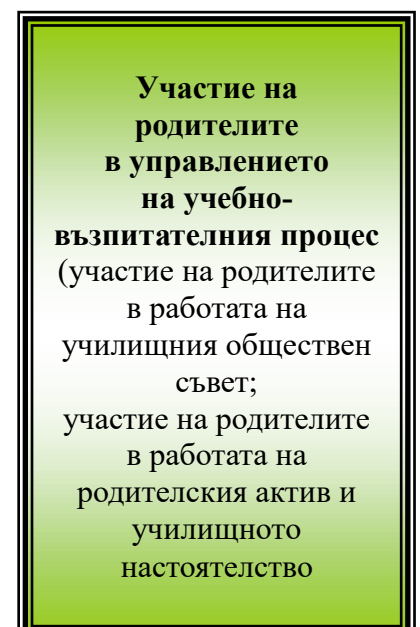 Участие на
родителите
в управлението
на учебно-
възпитателния процес
(участие на родителите
в работата на
училищния обществен
съвет;
участие на родителите
в работата на
родителския актив и
училищното
настоятелство